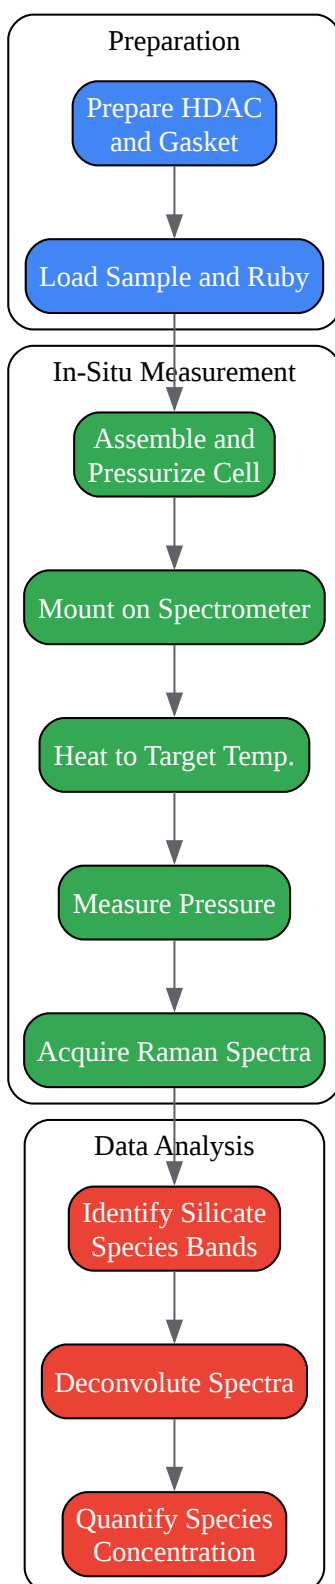 Preparation
Prepare HDAC
and Gasket
Load Sample and Ruby
In-Situ Measurement
Assemble and
Pressurize Cell
Mount on Spectrometer
Heat to Target Temp.
Measure Pressure
Acquire Raman Spectra
Data Analysis
Identify Silicate
Species Bands
Deconvolute Spectra
Quantify Species
Concentration